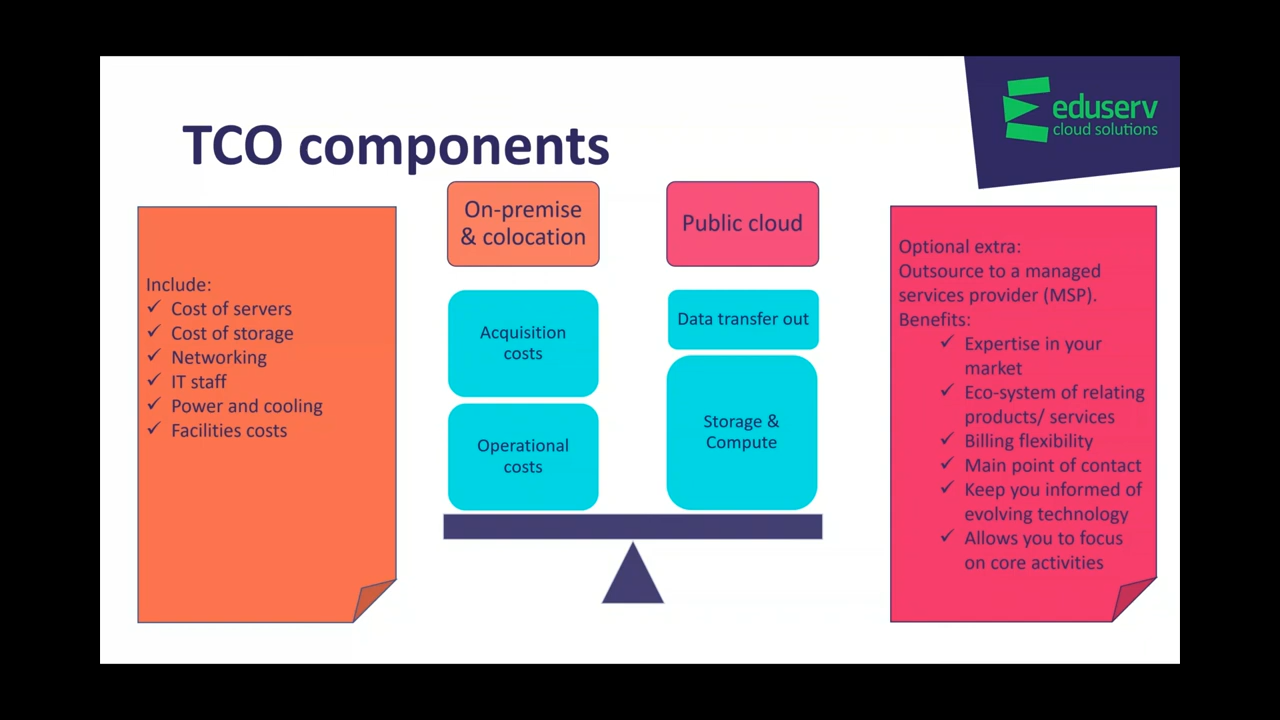 TCO components
eduserv
cloud solutions
Include:
✓ Cost of servers
✓ Cost of storage
✓ Networking
✓ IT staff
✓ Power and cooling
✓ Facilities costs
On-premise
& colocation
Acquisition
costs
Operational
costs
Public cloud
Data transfer out
Storage &
Compute
Optional extra:
Outsource to a managed
services provider (MSP).
Benefits:
✓ Expertise in your
market
✓ Eco-system of relating
products/ services
✓ Billing flexibility
✓ Main point of contact
✓ Keep you informed of
evolving technology
✓ Allows you to focus
on core activities